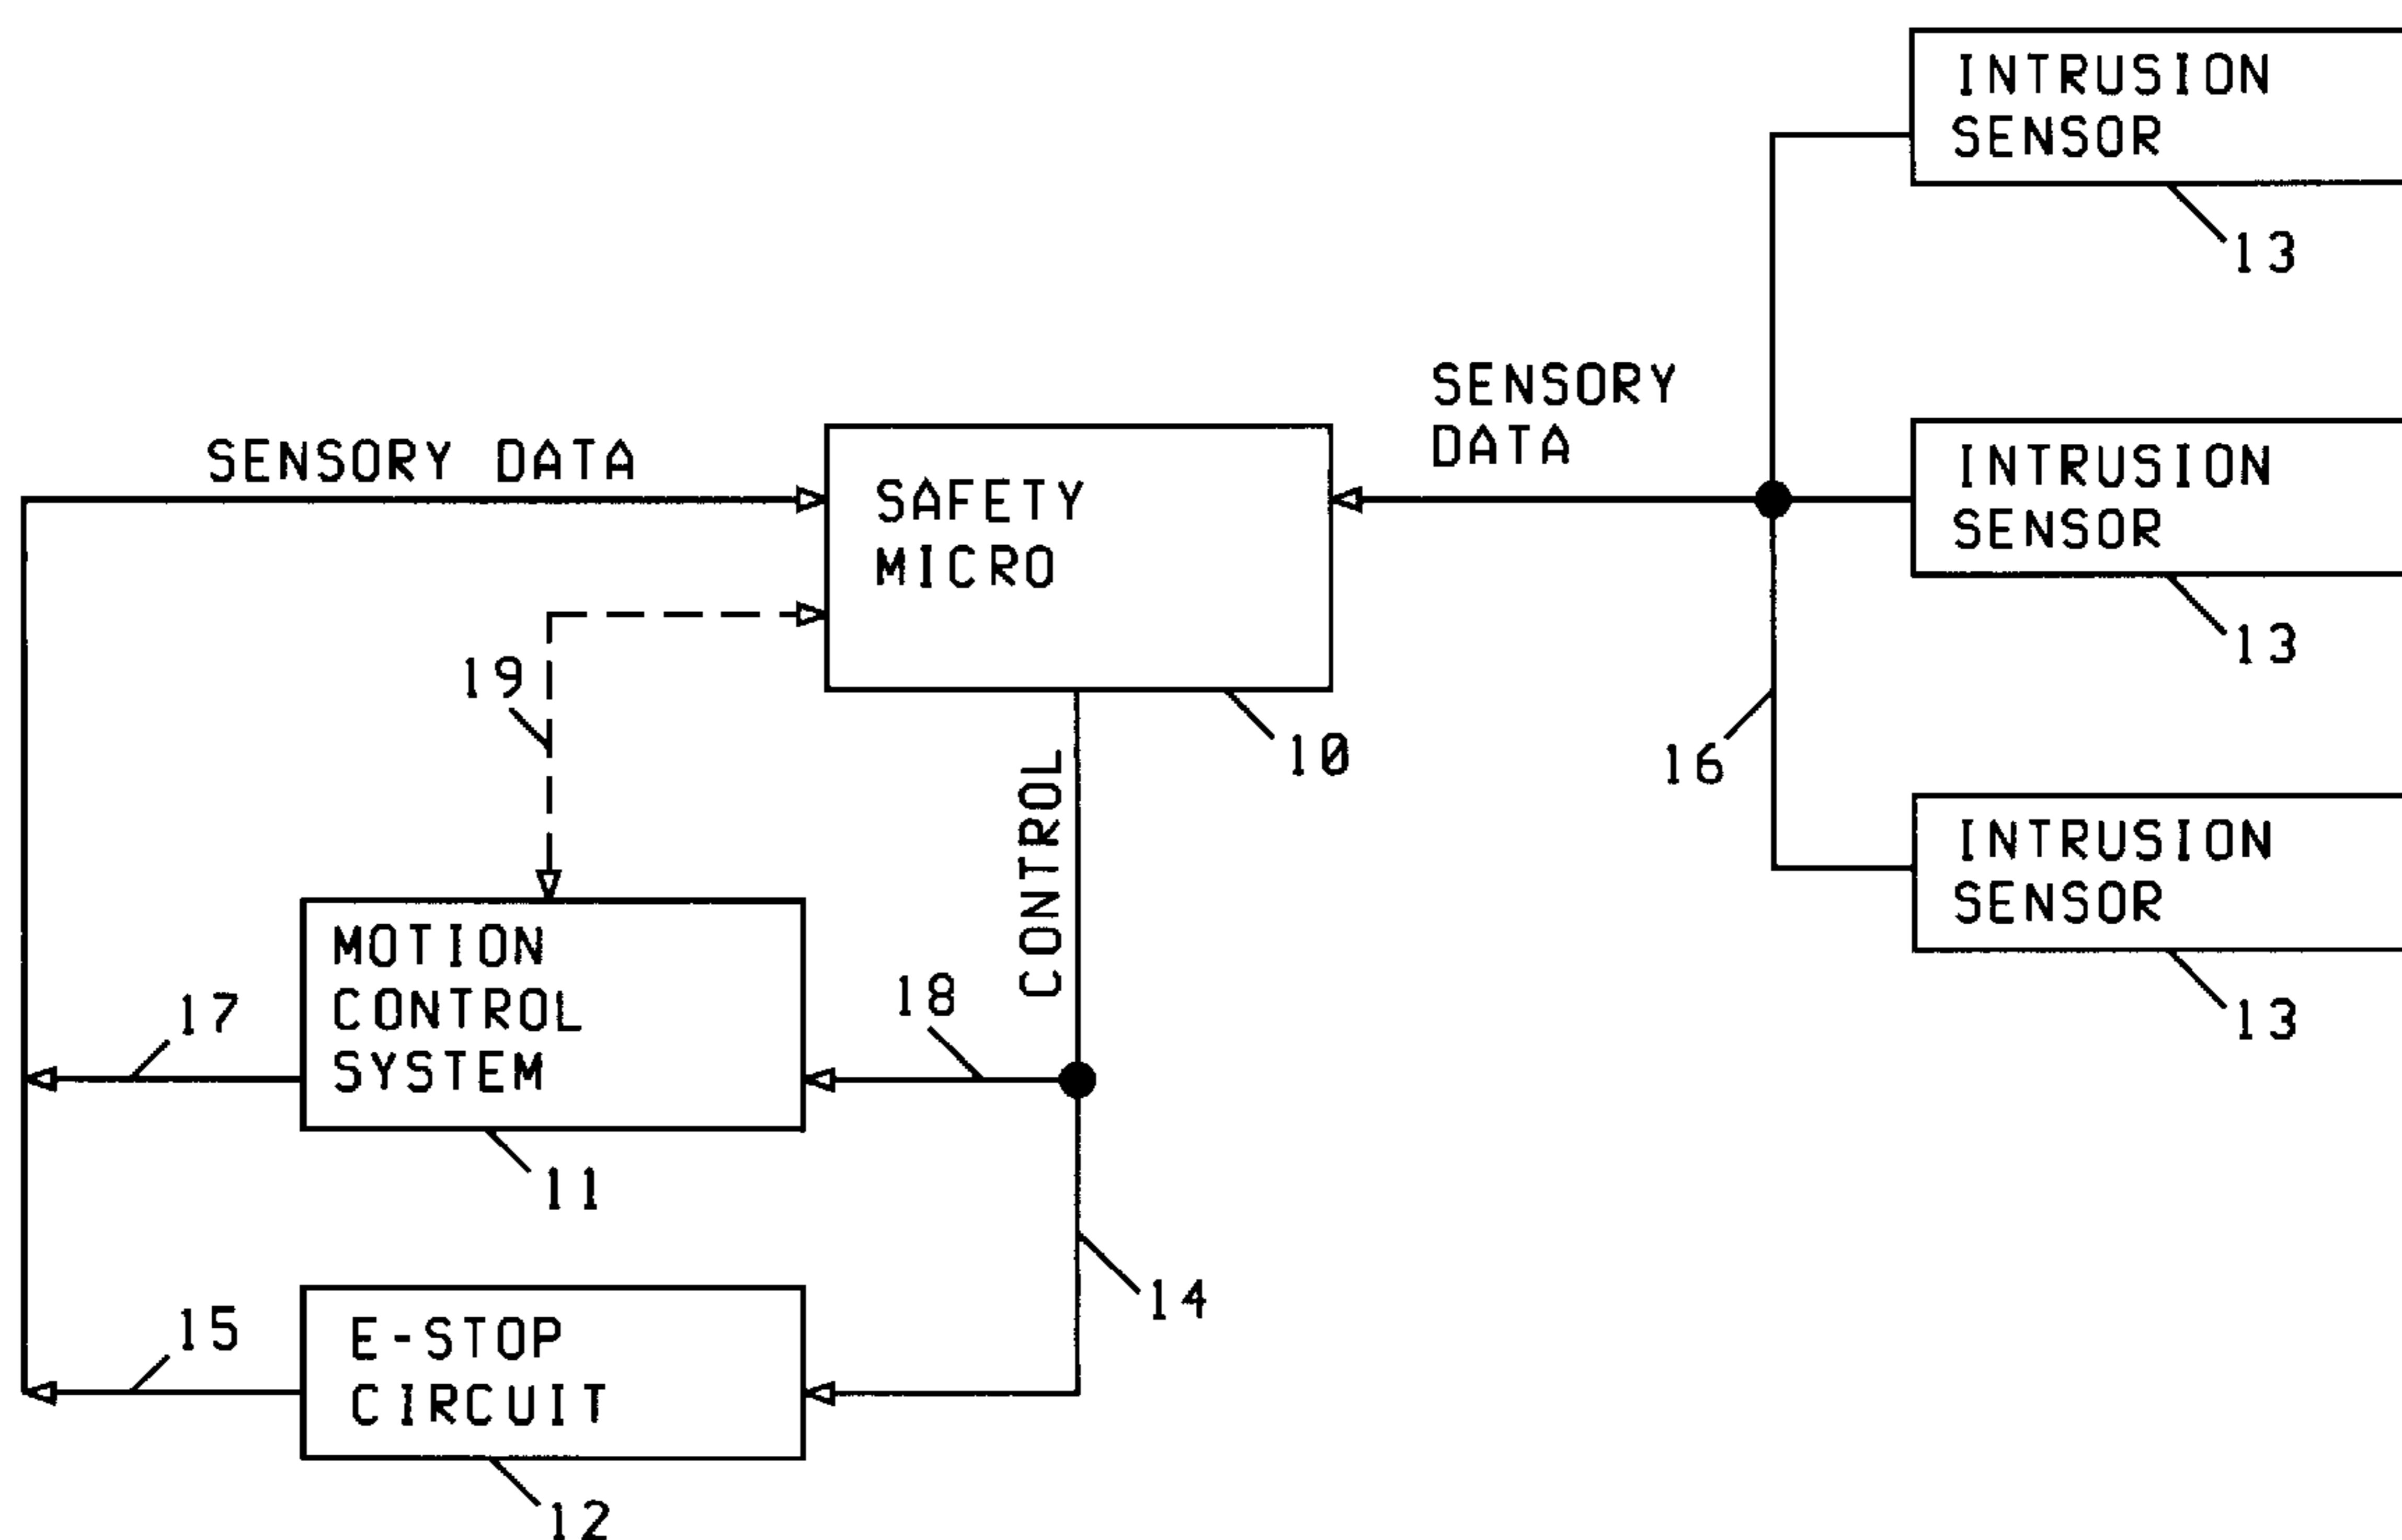 INTRUSION
SENSOR
13
SENSORY
DATA
SENSORY DATA
SAFETY
MICRO
INTRUSION
SENSOR
13
19
10
16
CONTROL
INTRUSION
SENSOR
13
MOTION
CONTROL
SYSTEM
17
18
11
14
15
E-STOP
CIRCUIT
12